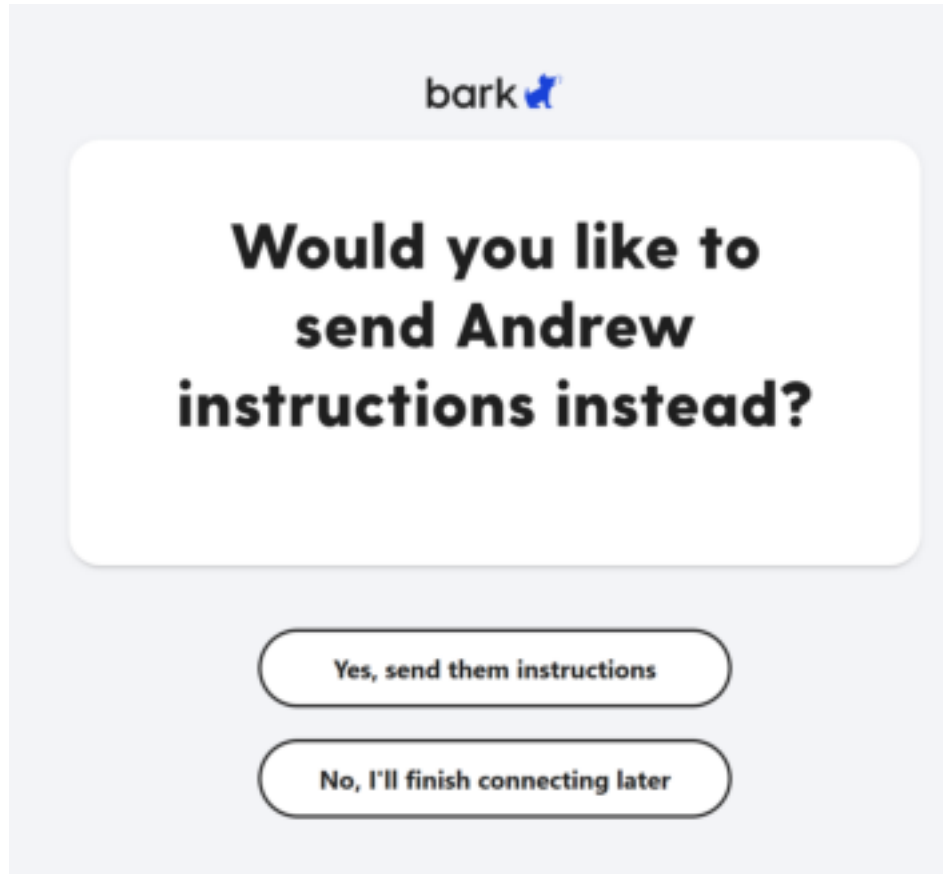 bark
Would you like to
send Andrew
instructions instead?
Yes, send them instructions
No, I'll finish connecting later